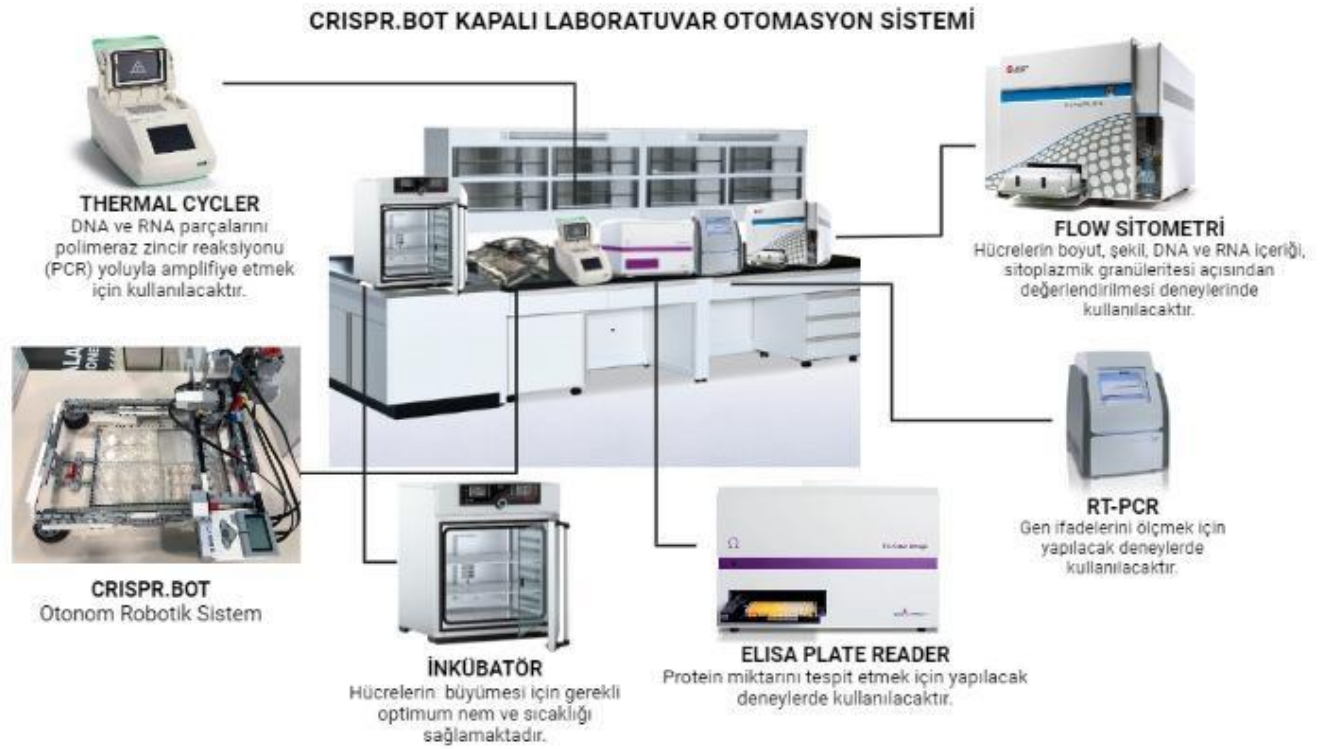 CRISPR.BOT KAPALI LABORATUVAR OTOMASYON SİSTEMİ
THERMAL CYCLER
DNA ve RNA parçalarını
polimeraz zincir reaksiyonu
(PCR) yoluyla amplifiye etmek
için kullanılacaktır.
FLOW SİTOMETRİ
Hücrelerin boyut, şekil, DNA ve RNA içeriği,
sitoplazmik granüleritesi açısından
değerlendirilmesi deneylerinde
kullanılacaktır.
CRISPR.BOT
Otonom Robotik Sistem
RT-PCR
Gen ifadelerini ölçmek için
yapılacak deneylerde
kullanılacaktır.
İNKÜBATÖR
Hücrelerin büyümesi için gerekli
optimum nem ve sıcaklığı
sağlamaktadır.
ELISA PLATE READER
Protein miktarını tespit etmek için yapılacak
deneylerde kullanılacaktır.